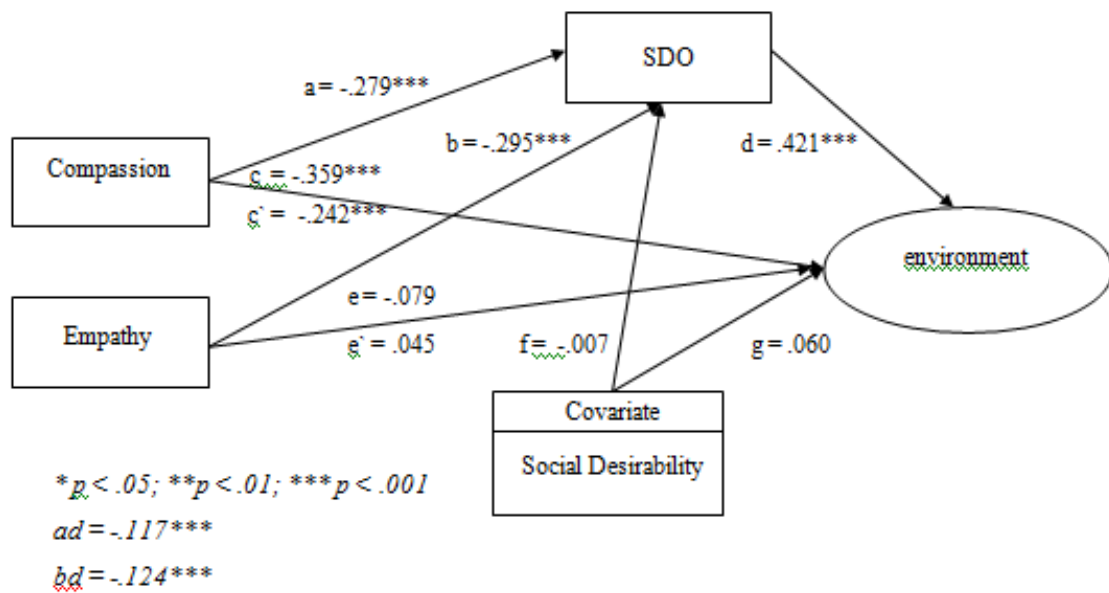 SDO
a = -.279***
b = -.295***
d = .421***
Compassion
c = -.359***
c` = -.242***
environment
Empathy
e = -.079
e` = .045
f = -.007
g = .060
Covariate
Social Desirability
*p < .05; **p < .01; ***p < .001
ad = -.117***
bd = -.124***